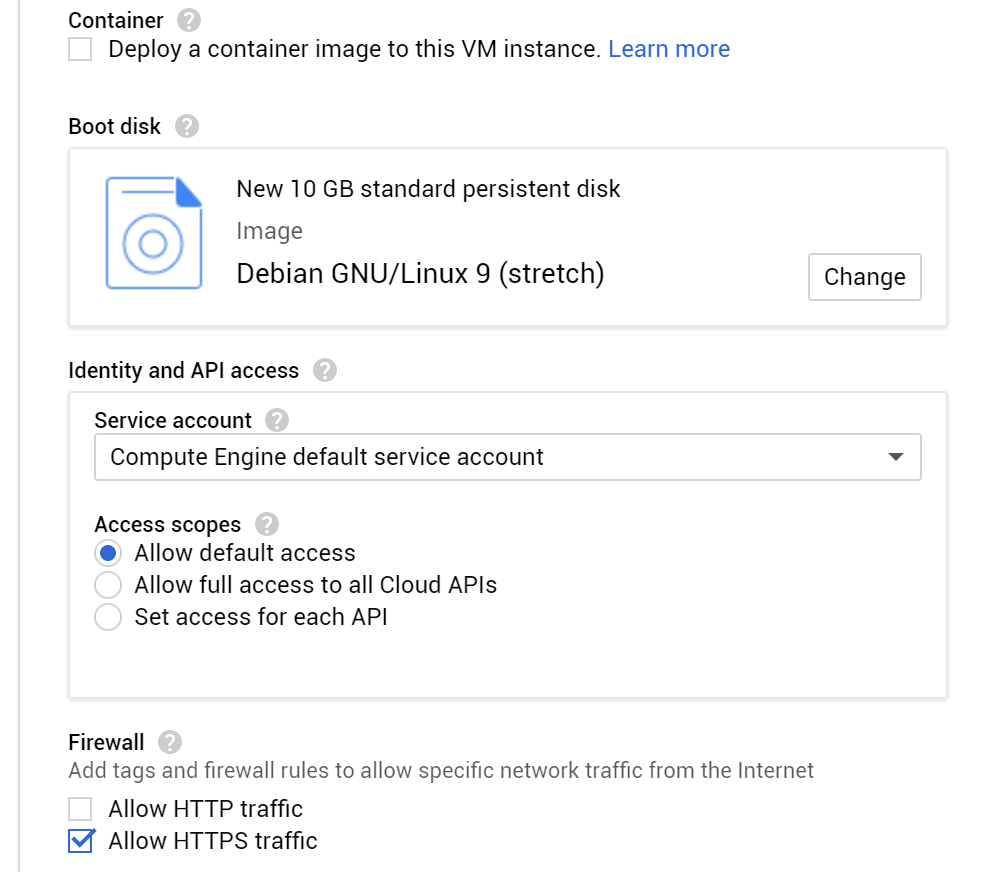 Container ?
Deploy a container image to this VM instance. Learn more
Boot disk ?
New 10 GB standard persistent disk
Image
Debian GNU/Linux 9 (stretch)
Change
Identity and API access ?
Service account ?
Compute Engine default service account
Access scopes ?
Allow default access
Allow full access to all Cloud APIs
Set access for each API
Firewall ?
Add tags and firewall rules to allow specific network traffic from the Internet
Allow HTTP traffic
Allow HTTPS traffic